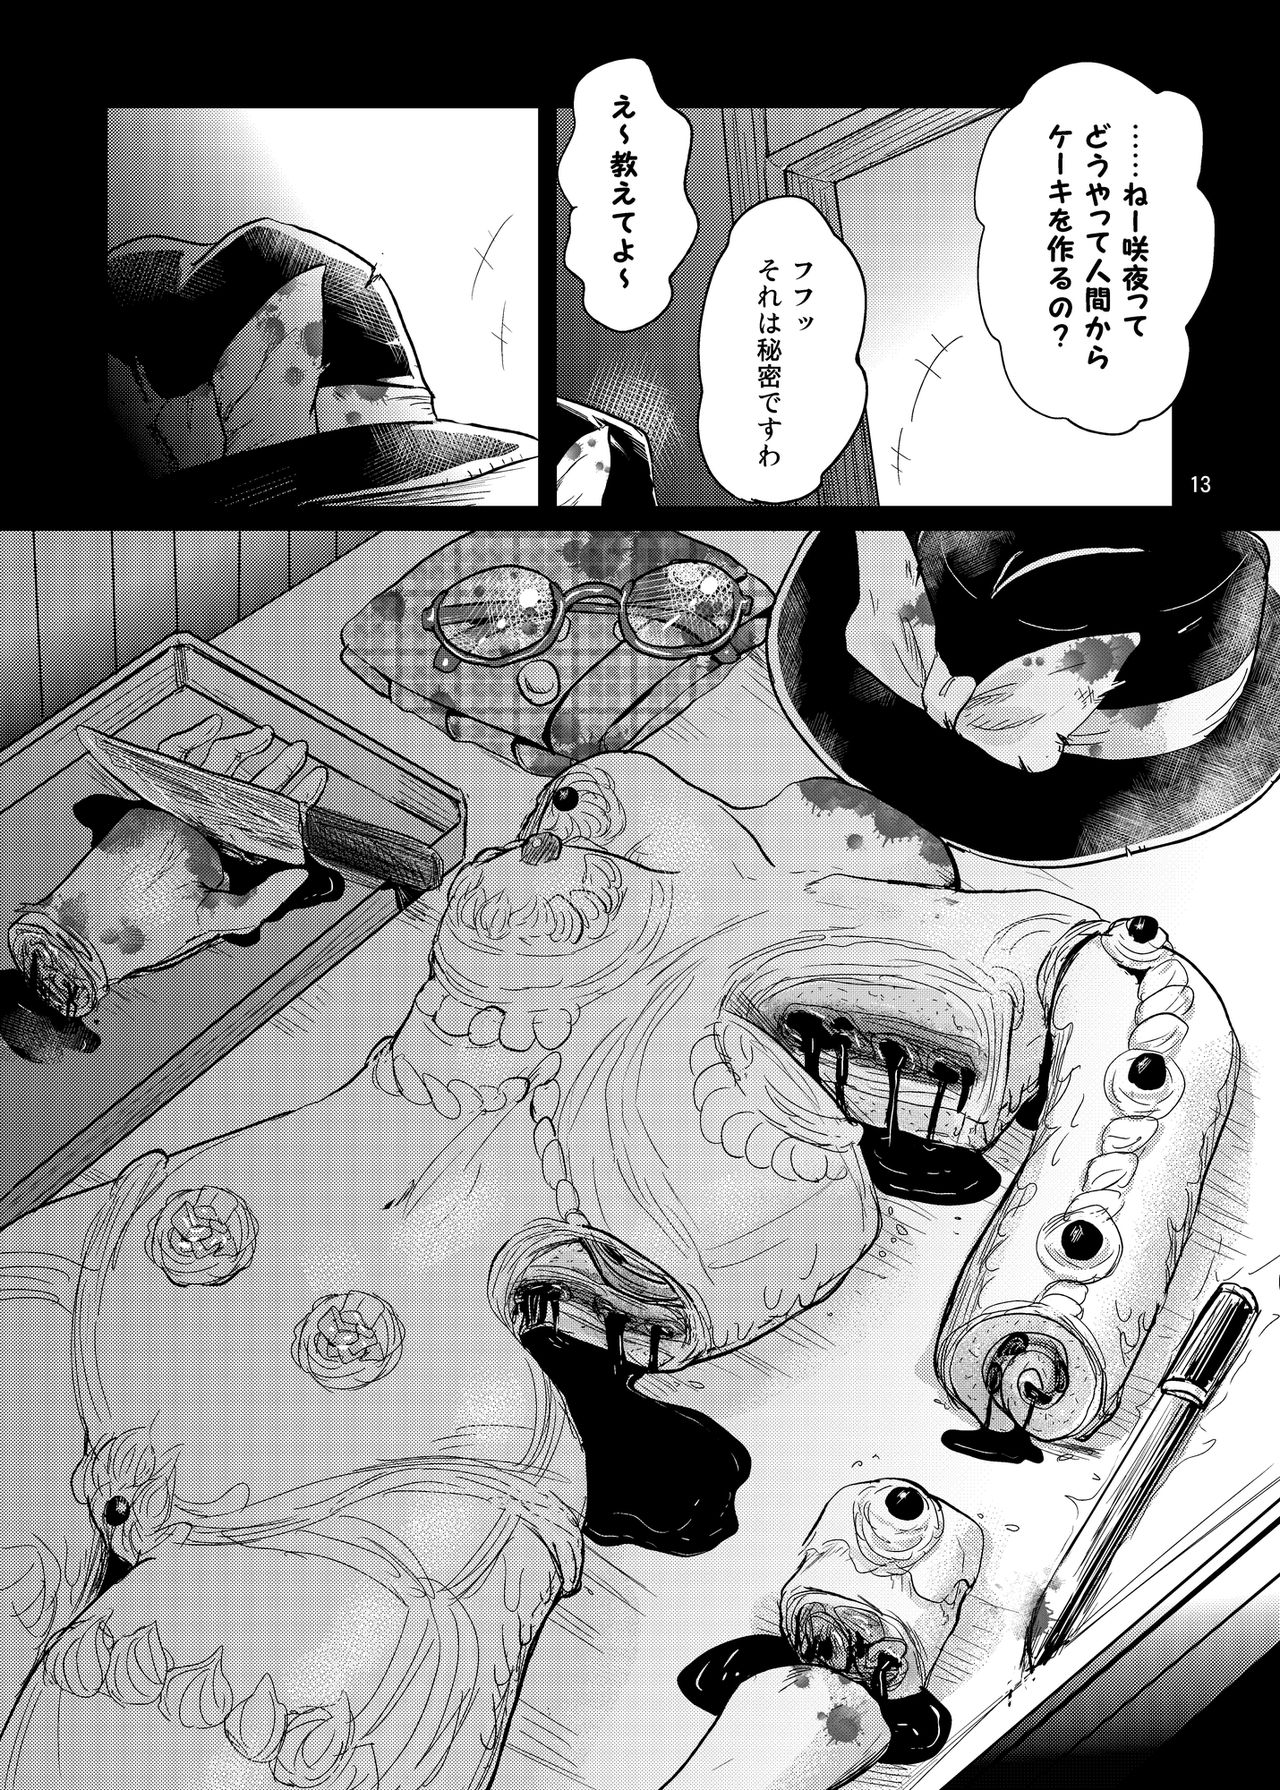 ……ねー咲夜って
どうやって人間から
ケーキを作るの？
フフッ
それは秘密ですわ
え～教えてよ～
13